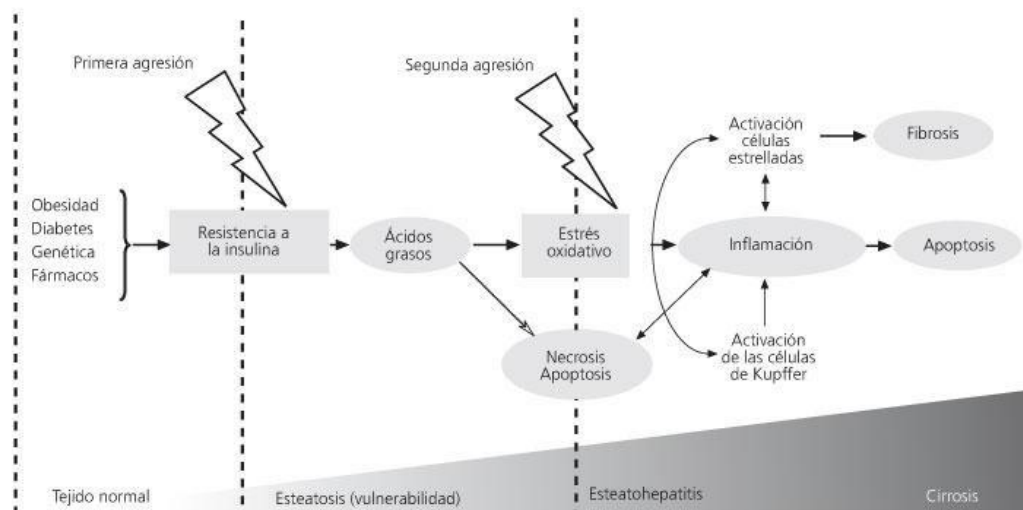 Primera agresión
Segunda agresión
Obesidad
Diabetes
Genética
Fármacos
Resistencia a
la insulina
Ácidos
grasos
Estrés
oxidativo
Necrosis
Apoptosis
Activación
células
estrelladas
Fibrosis
Inflamación
Apoptosis
Activación
de las células
de Kupffer
Tejido normal
Esteatosis (vulnerabilidad)
Esteatohepatitis
Cirrosis